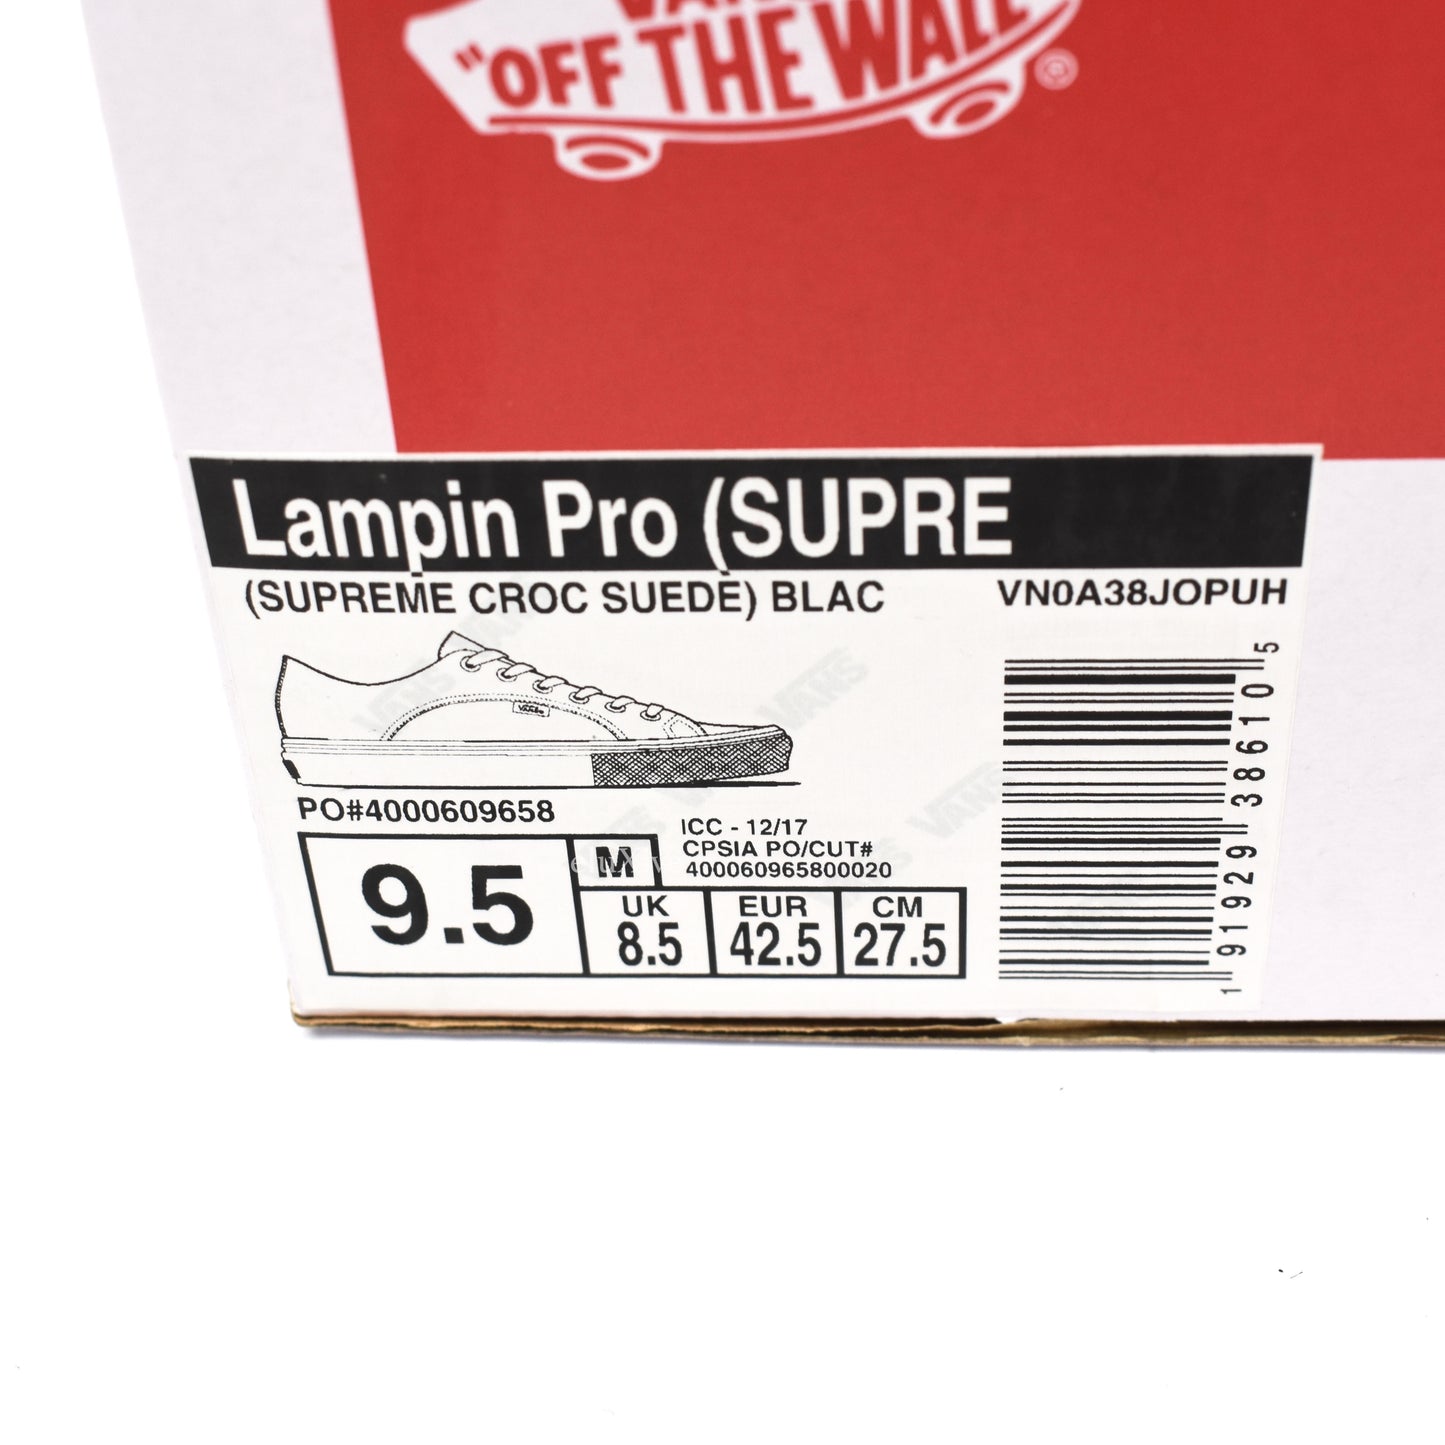 "OFF THE WALL
®
Lampin Pro (SUPRE
(SUPREME CROC SUEDE) BLAC
VN0A38JOPUH
VANS
PO#4000609658
ICC - 12/17
CPSIA PO/CUT#
400060965800020
9.5
M
UK
8.5
EUR
42.5
CM
27.5
1 91929 38610 5